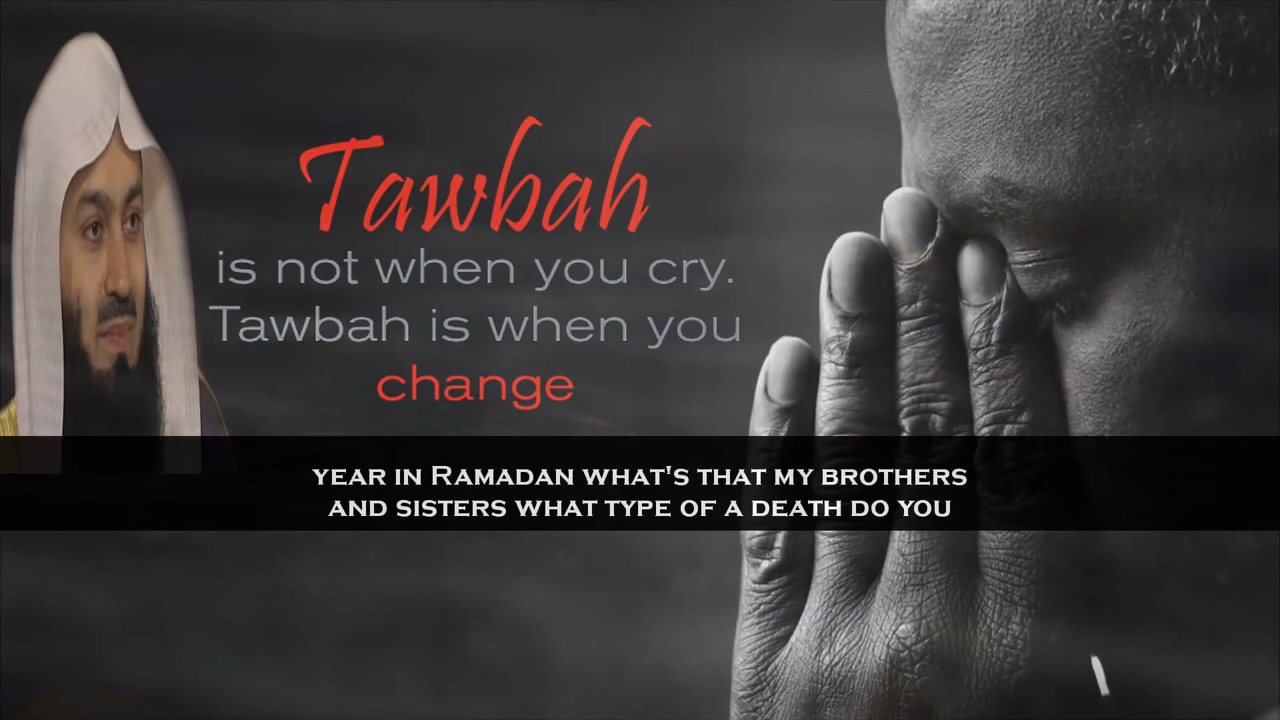 Tawbah
is not when you cry.
Tawbah is when you
change
YEAR IN RAMADAN WHAT'S THAT MY BROTHERS
AND SISTERS WHAT TYPE OF A DEATH DO YOU